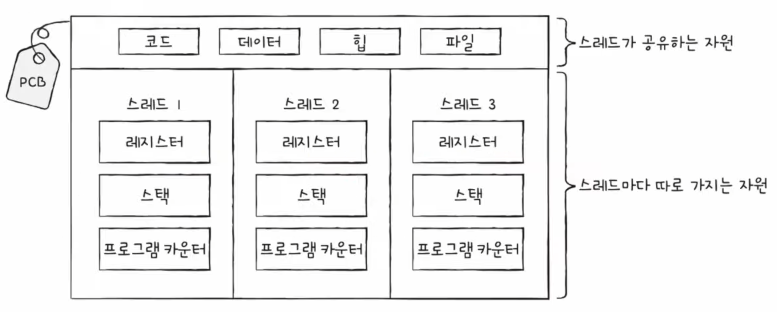 코드 데이터 힙 파일
스레드가 공유하는 자원
PCB
스레드 1 스레드 2 스레드 3
레지스터 레지스터 레지스터
스택 스택 스택
스레드마다 따로 가지는 자원
프로그램 카운터 프로그램 카운터 프로그램 카운터